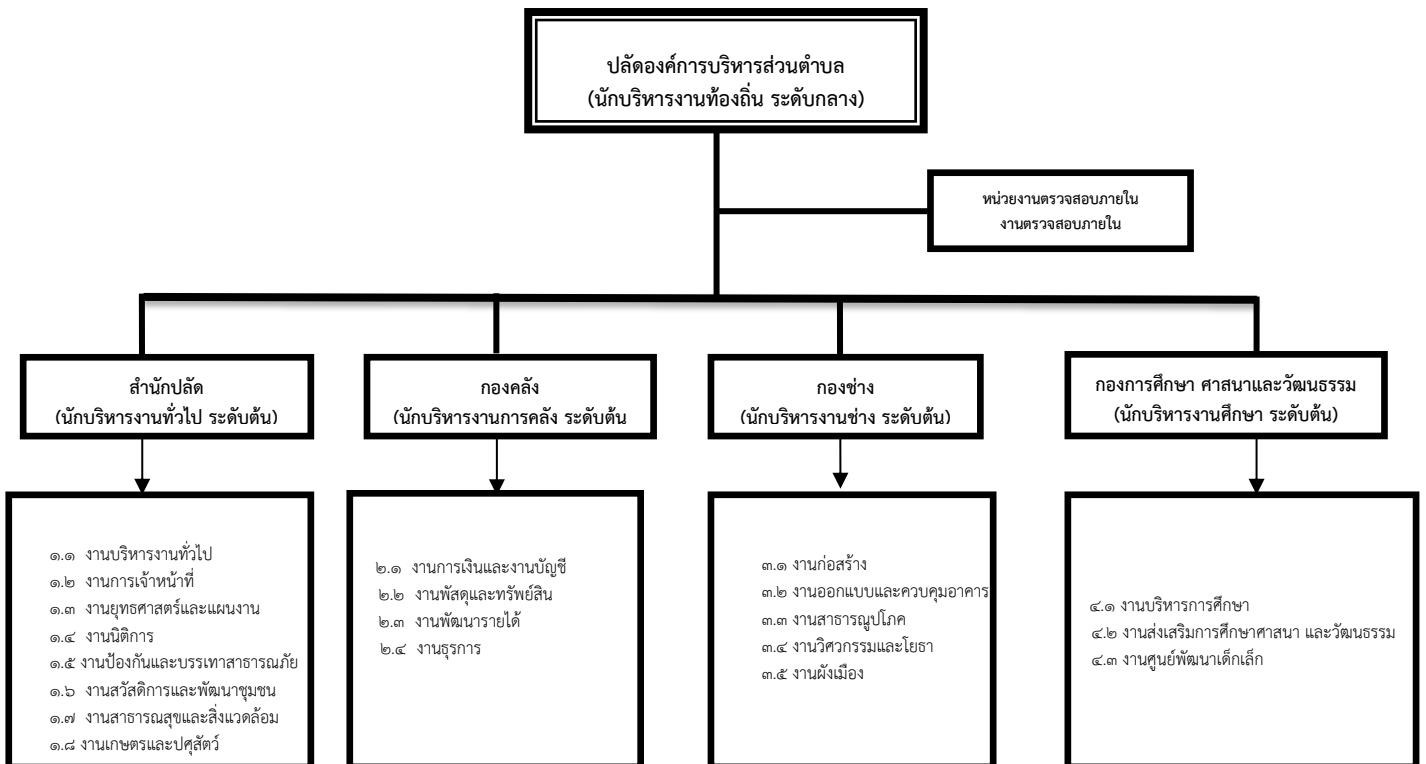 ปลัดองค์การบริหารส่วนตำบล
(นักบริหารงานท้องถิ่น ระดับกลาง)
หน่วยงานตรวจสอบภายใน
งานตรวจสอบภายใน
สำนักปลัด
(นักบริหารงานทั่วไป ระดับต้น)
กองคลัง
(นักบริหารงานการคลัง ระดับต้น
กองช่าง
(นักบริหารงานช่าง ระดับต้น)
กองการศึกษา ศาสนาและวัฒนธรรม
(นักบริหารงานศึกษา ระดับต้น)
๑.๑ งานบริหารงานทั่วไป
๑.๒ งานการเจ้าหน้าที่
๑.๓ งานยุทธศาสตร์และแผนงาน
๑.๔ งานนิติการ
๑.๕ งานป้องกันและบรรเทาสาธารณภัย
๑.๖ งานสวัสดิการและพัฒนาชุมชน
๑.๗ งานสาธารณสุขและสิ่งแวดล้อม
๑.๘ งานเกษตรและปศุสัตว์
๒.๑ งานการเงินและงานบัญชี
๒.๒ งานพัสดุและทรัพย์สิน
๒.๓ งานพัฒนารายได้
๒.๔ งานธุรการ
๓.๑ งานก่อสร้าง
๓.๒ งานออกแบบและควบคุมอาคาร
๓.๓ งานสาธารณูปโภค
๓.๔ งานวิศวกรรมและโยธา
๓.๕ งานผังเมือง
๔.๑ งานบริหารการศึกษา
๔.๒ งานส่งเสริมการศึกษาศาสนา และวัฒนธรรม
๔.๓ งานศูนย์พัฒนาเด็กเล็ก